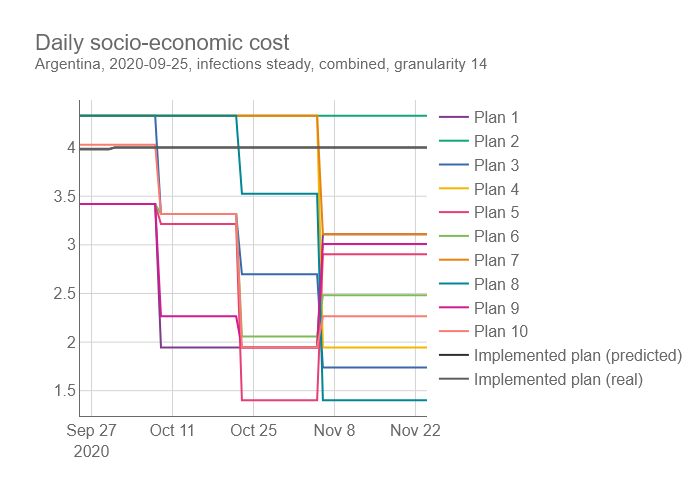 Daily socio-economic cost
Argentina, 2020-09-25, infections steady, combined, granularity 14
4
3.5
3
2.5
2
1.5
Sep 27 Oct 11 Oct 25 Nov 8 Nov 22
2020
Plan 1
Plan 2
Plan 3
Plan 4
Plan 5
Plan 6
Plan 7
Plan 8
Plan 9
Plan 10
Implemented plan (predicted)
Implemented plan (real)